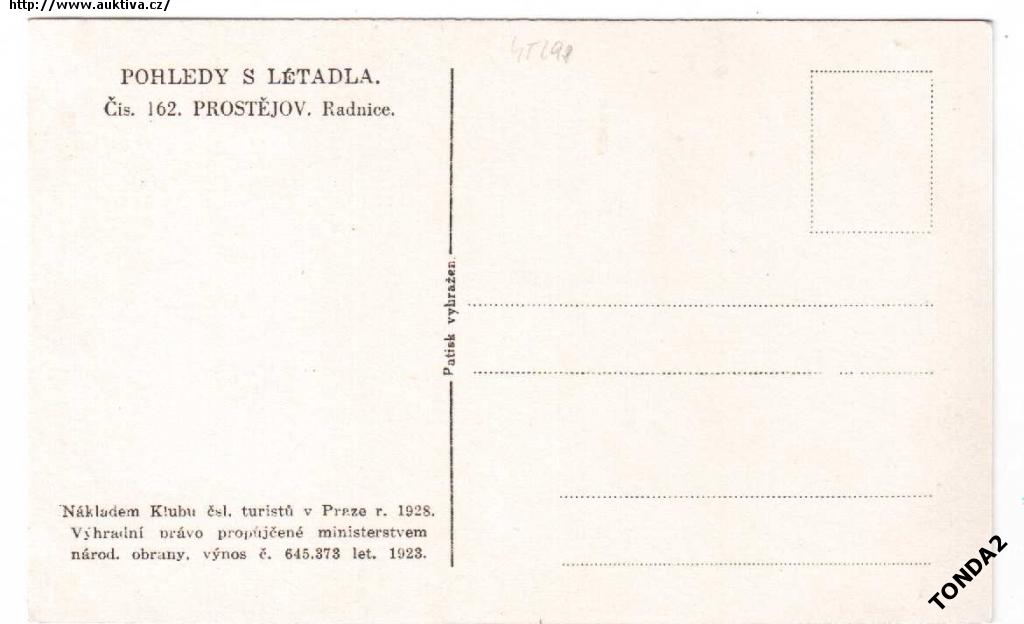 http://www.auktiva.cz/
POHLEDY S LÉTADLA.
Čís. 162. PROSTĚJOV. Radnice.
Patisk vyhražen.
Nákladem Klubu čsl. turistů v Praze r. 1928.
Výhradní právo propůjčené ministerstvem
národ. obrany, výnos č. 645.373 let. 1923.
TONDA2